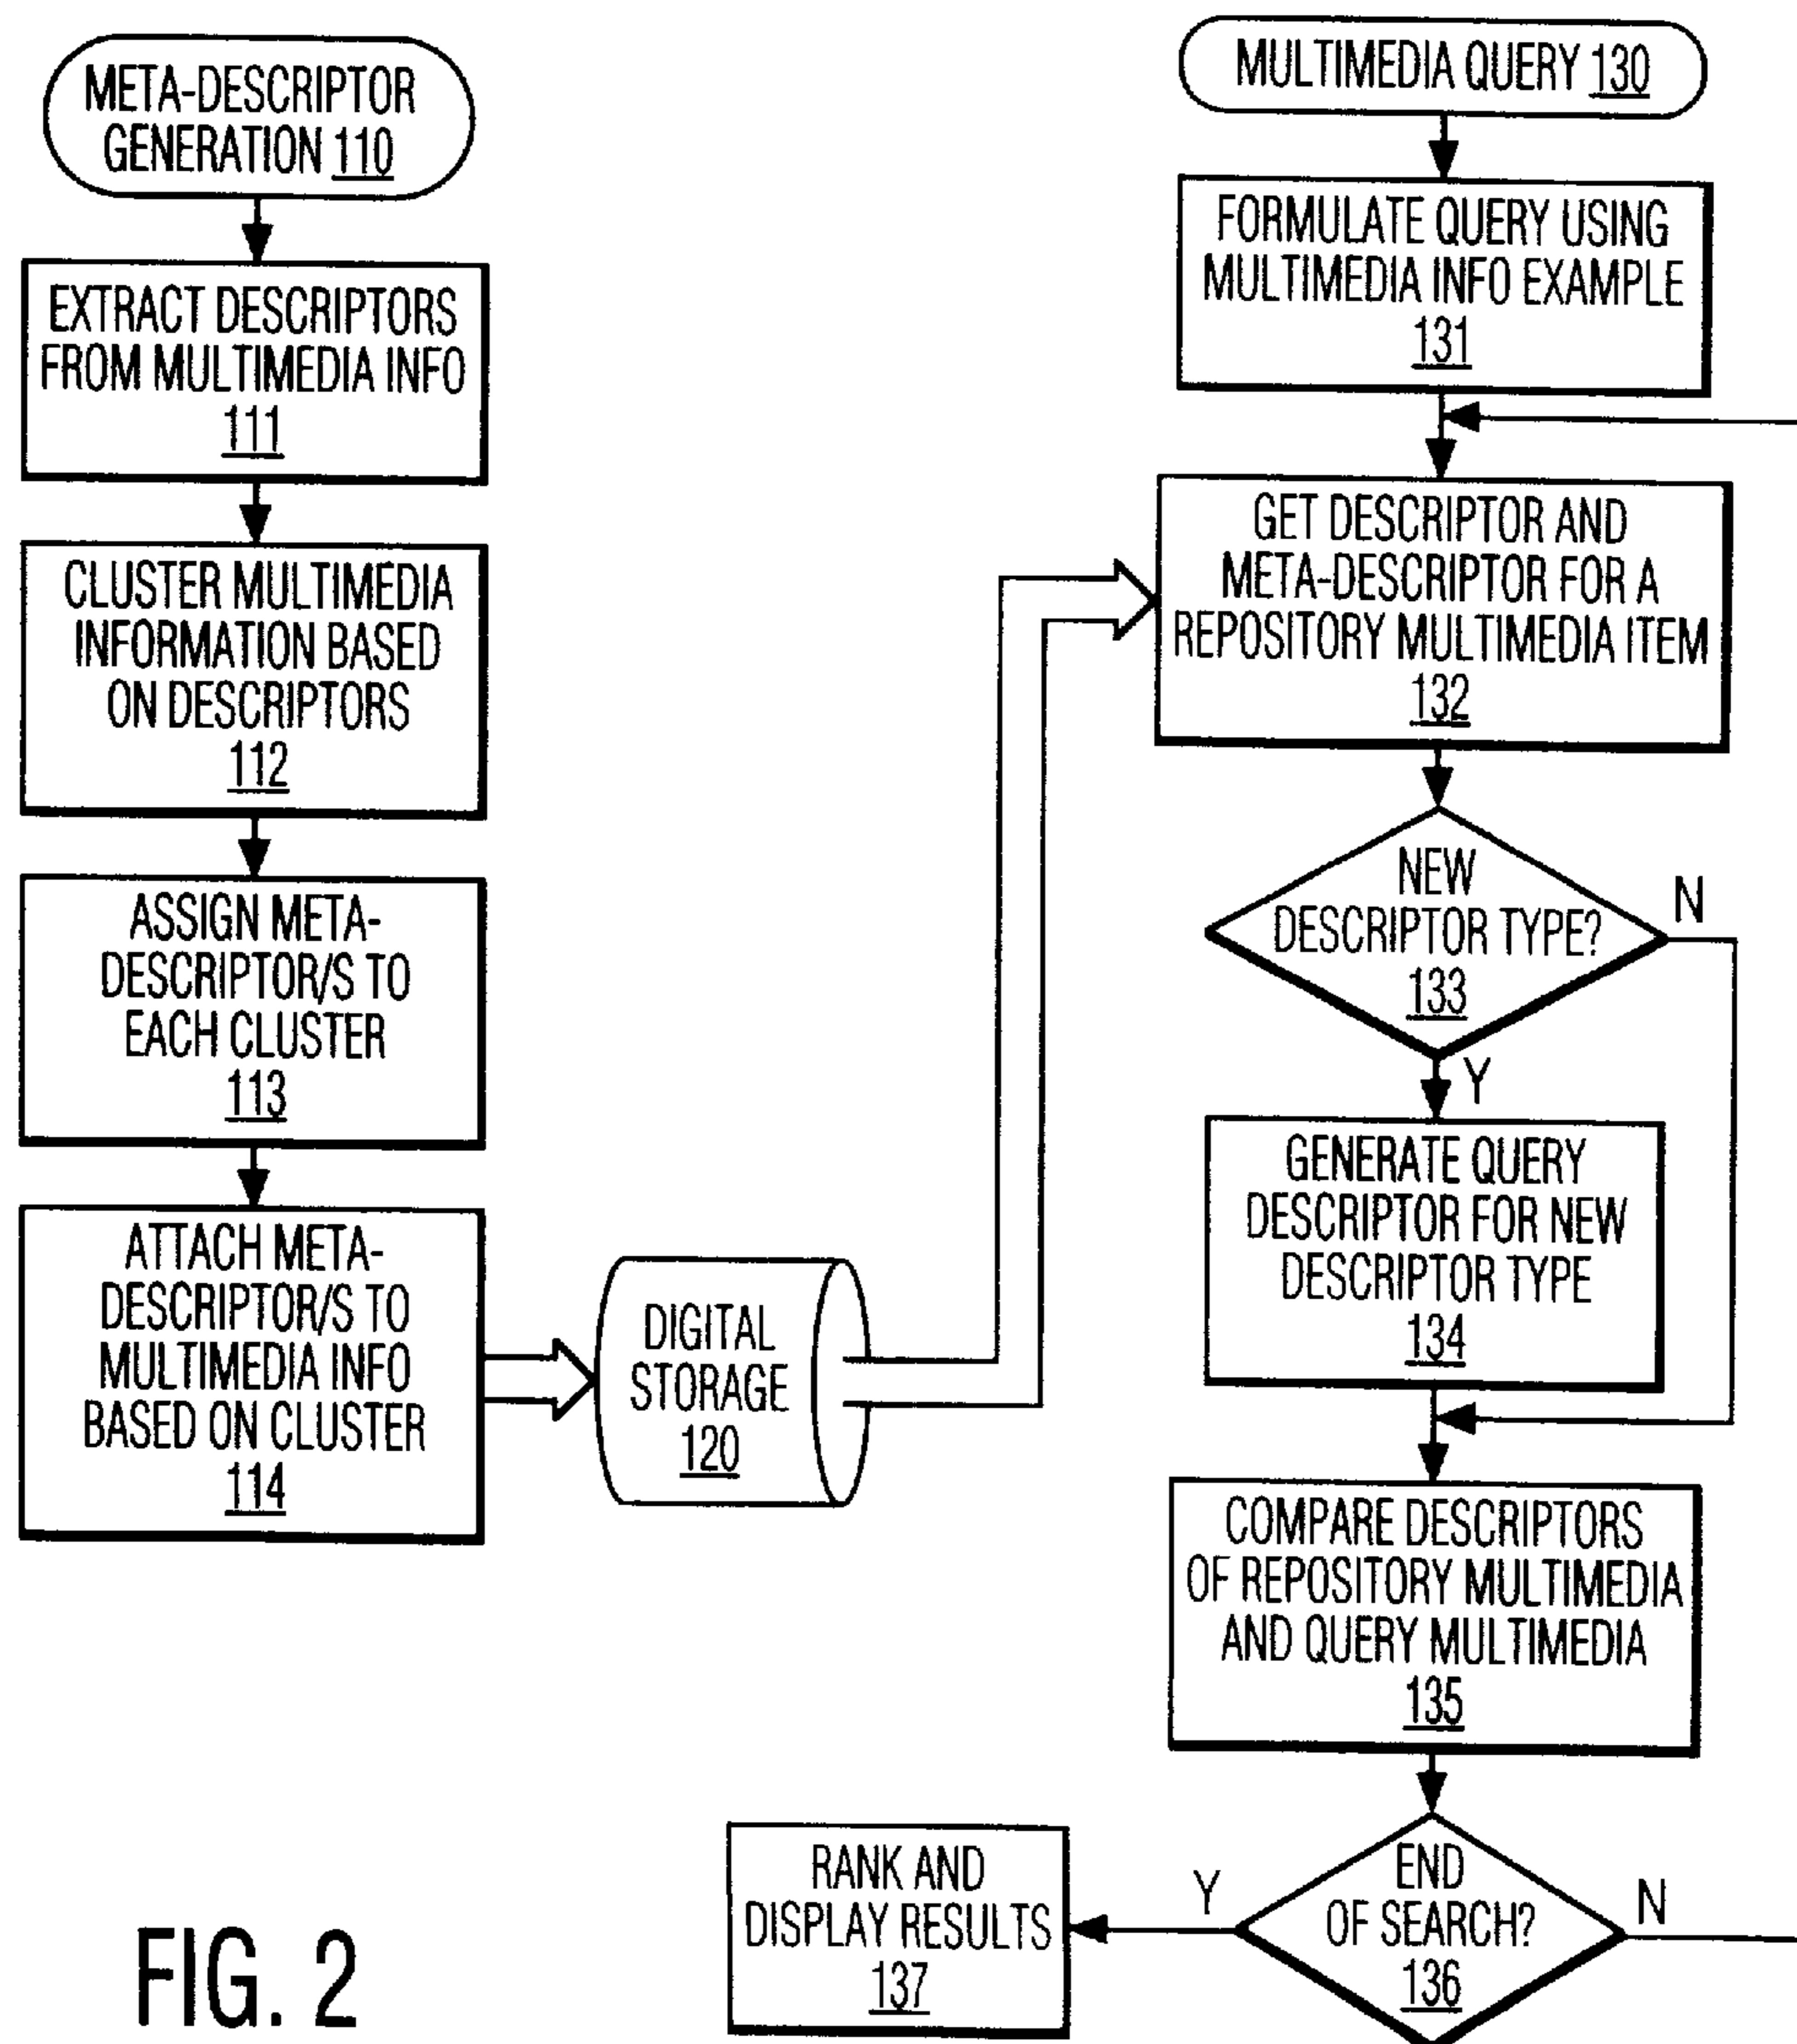 META-DESCRIPTOR
GENERATION 110
EXTRACT DESCRIPTORS
FROM MULTIMEDIA INFO
111
CLUSTER MULTIMEDIA
INFORMATION BASED
ON DESCRIPTORS
112
ASSIGN META-
DESCRIPTOR/S TO
EACH CLUSTER
113
ATTACH META-
DESCRIPTOR/S TO
MULTIMEDIA INFO
BASED ON CLUSTER
114
DIGITAL
STORAGE
120
MULTIMEDIA QUERY 130
FORMULATE QUERY USING
MULTIMEDIA INFO EXAMPLE
131
GET DESCRIPTOR AND
META-DESCRIPTOR FOR A
REPOSITORY MULTIMEDIA ITEM
132
NEW
DESCRIPTOR TYPE?
133
N
Y
GENERATE QUERY
DESCRIPTOR FOR NEW
DESCRIPTOR TYPE
134
COMPARE DESCRIPTORS
OF REPOSITORY MULTIMEDIA
AND QUERY MULTIMEDIA
135
END
OF SEARCH?
136
N
Y
RANK AND
DISPLAY RESULTS
137
FIG. 2